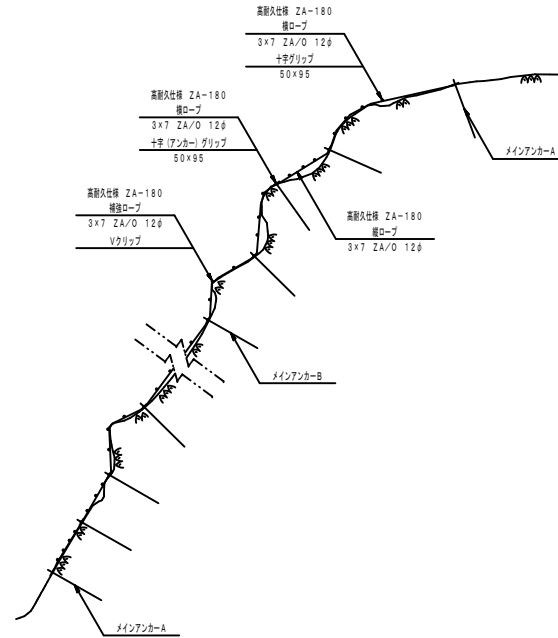 高耐久仕様 ZA-180
横ロープ
3×7 ZA/O 12φ
十字グリップ
50×95
高耐久仕様 ZA-180
横ロープ
3×7 ZA/O 12φ
十字(アンカー)グリップ
50×95
メインアンカーA
高耐久仕様 ZA-180
補強ロープ
3×7 ZA/O 12φ
Vクリップ
高耐久仕様 ZA-180
縦ロープ
3×7 ZA/O 12φ
メインアンカーB
メインアンカーA